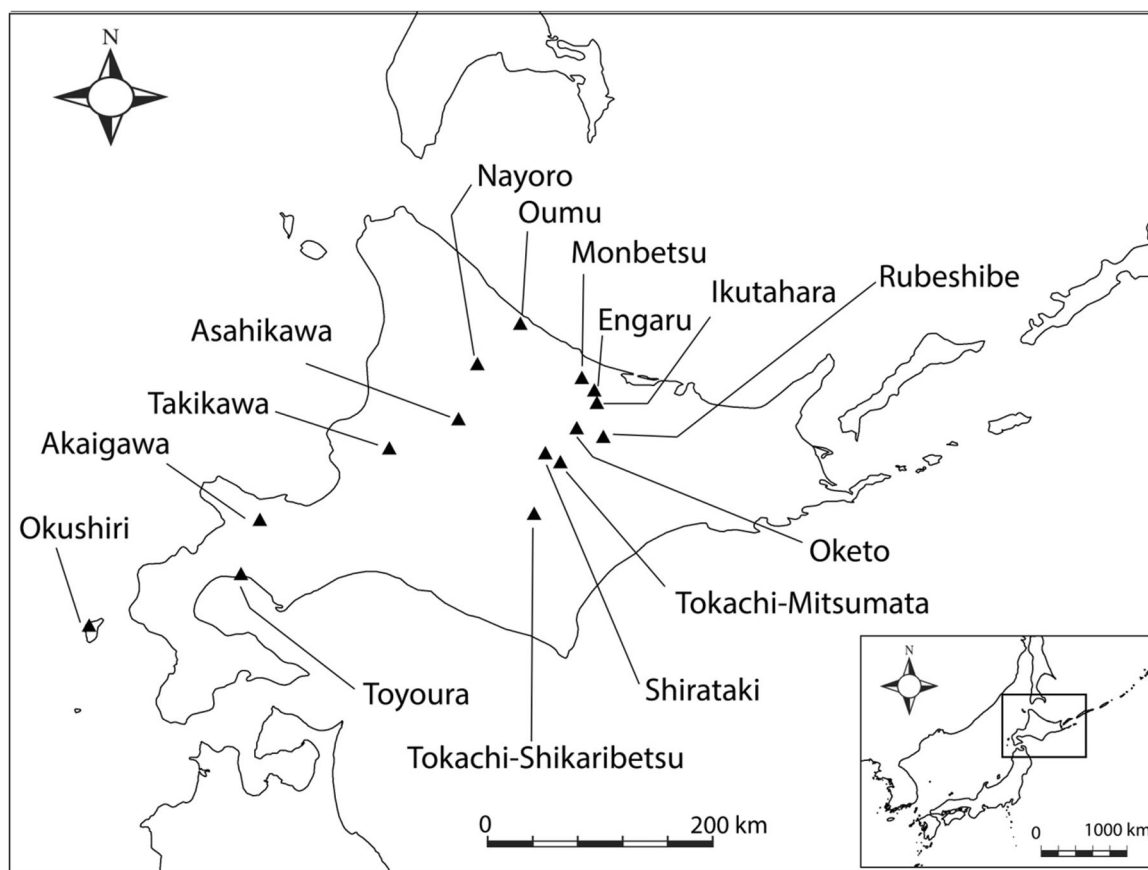 N
Nayoro
Oumu
Monbetsu
Ikutahara
Rubeshibe
Engaru
Asahikawa
Takikawa
Akaigawa
Okushiri
Oketo
Tokachi-Mitsumata
Shirataki
Toyoura
Tokachi-Shikaribetsu
0 200 km
N
0 1000 km